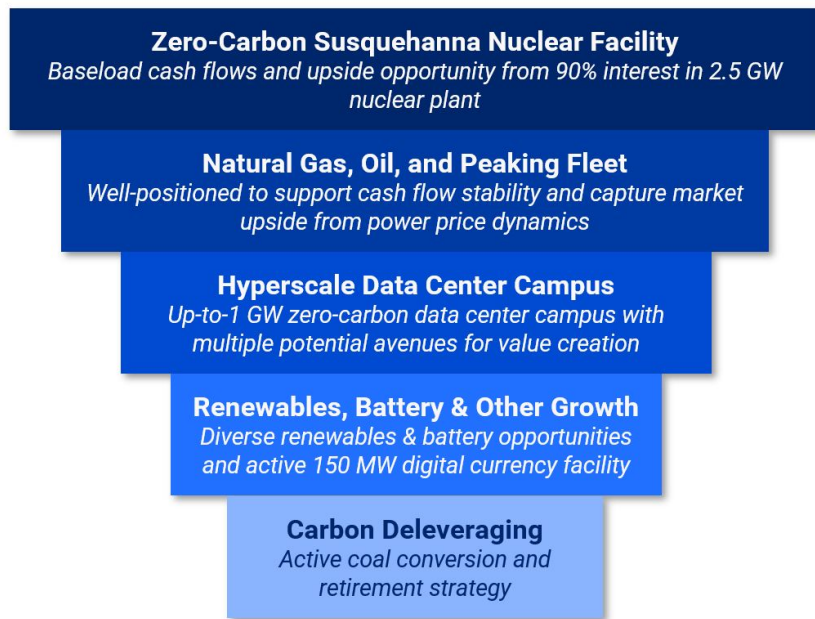 Zero-Carbon Susquehanna Nuclear Facility
Baseload cash flows and upside opportunity from 90% interest in 2.5 GW
nuclear plant
Natural Gas, Oil, and Peaking Fleet
Well-positioned to support cash flow stability and capture market
upside from power price dynamics
Hyperscale Data Center Campus
Up-to-1 GW zero-carbon data center campus with
multiple potential avenues for value creation
Renewables, Battery & Other Growth
Diverse renewables & battery opportunities
and active 150 MW digital currency facility
Carbon Deleveraging
Active coal conversion and
retirement strategy